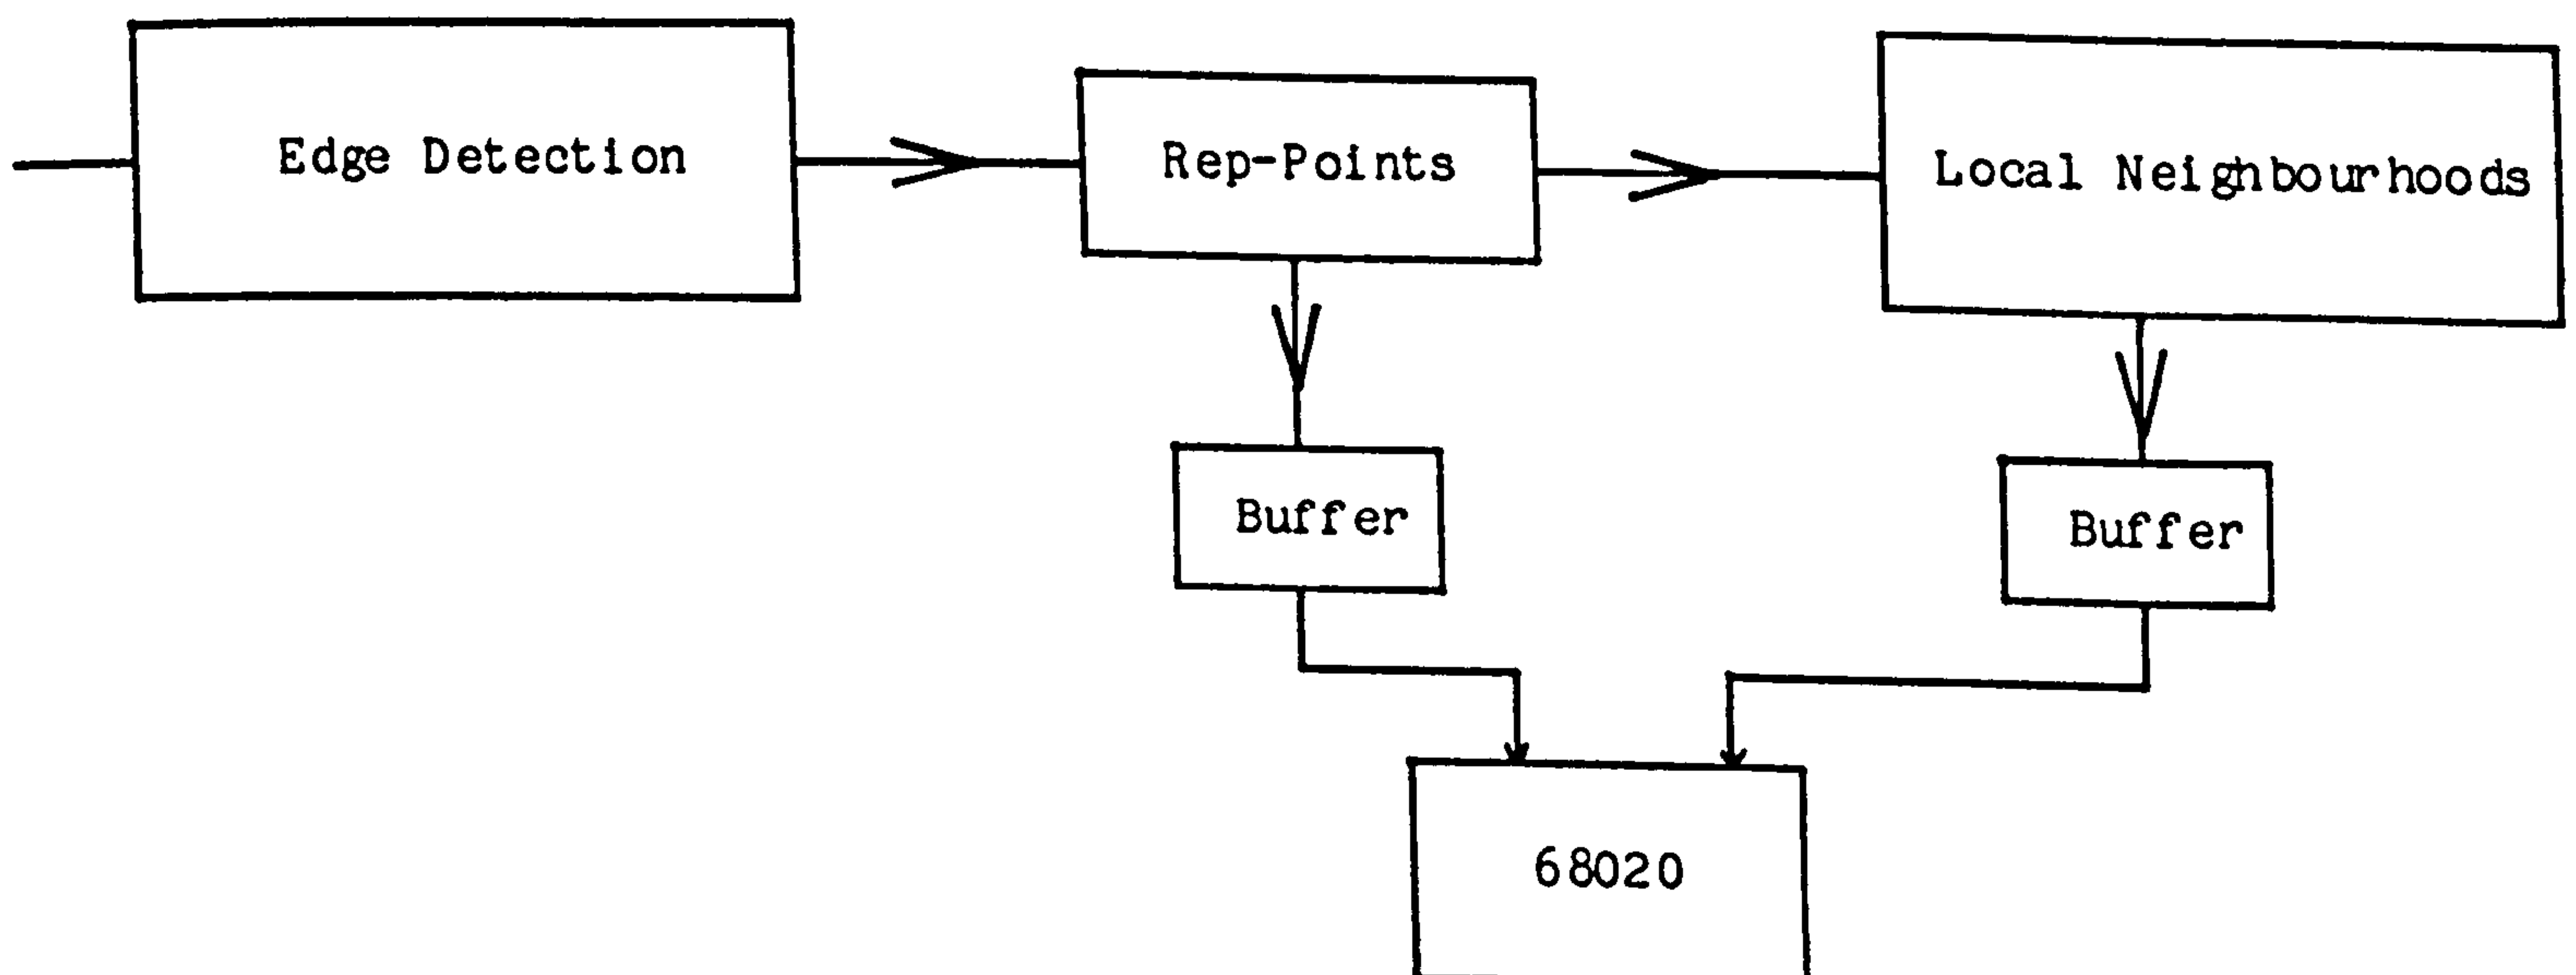 Edge Detection
Rep-Points
Local Neighbourhoods
Buffer
Buffer
68020